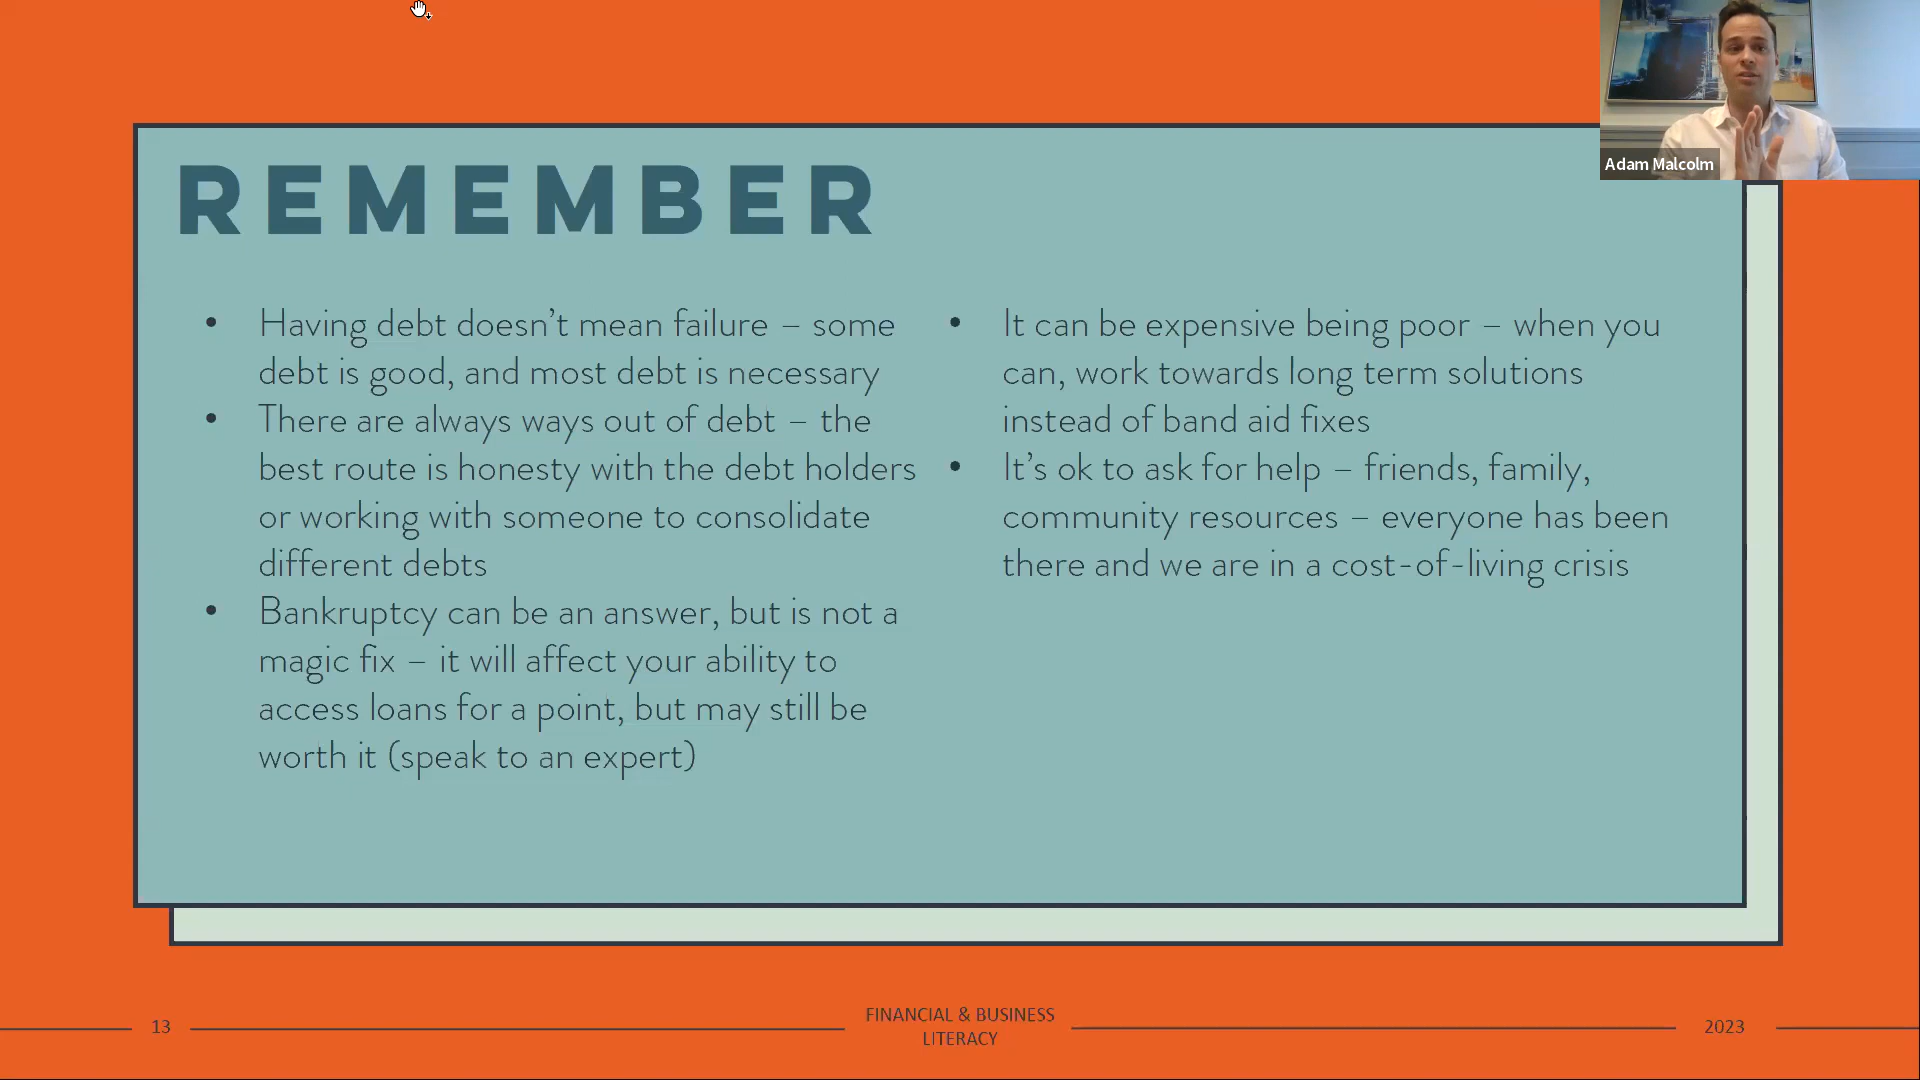 Adam Malcolm
REMEMBER
• Having debt doesn’t mean failure – some
debt is good, and most debt is necessary
• There are always ways out of debt – the
best route is honesty with the debt holders
or working with someone to consolidate
different debts
• Bankruptcy can be an answer, but is not a
magic fix – it will affect your ability to
access loans for a point, but may still be
worth it (speak to an expert)
• It can be expensive being poor – when you
can, work towards long term solutions
instead of band aid fixes
• It’s ok to ask for help – friends, family,
community resources – everyone has been
there and we are in a cost-of-living crisis
13
FINANCIAL & BUSINESS
LITERACY
2023